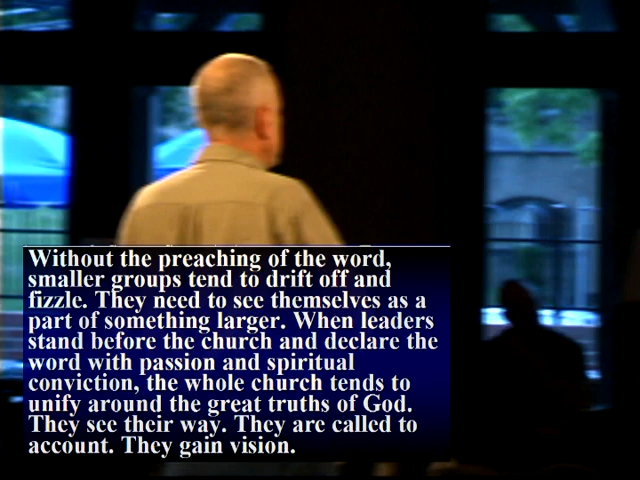 Without the preaching of the word,
smaller groups tend to drift off and
fizzle. They need to see themselves as a
part of something larger. When leaders
stand before the church and declare the
word with passion and spiritual
conviction, the whole church tends to
unify around the great truths of God.
They see their way. They are called to
account. They gain vision.